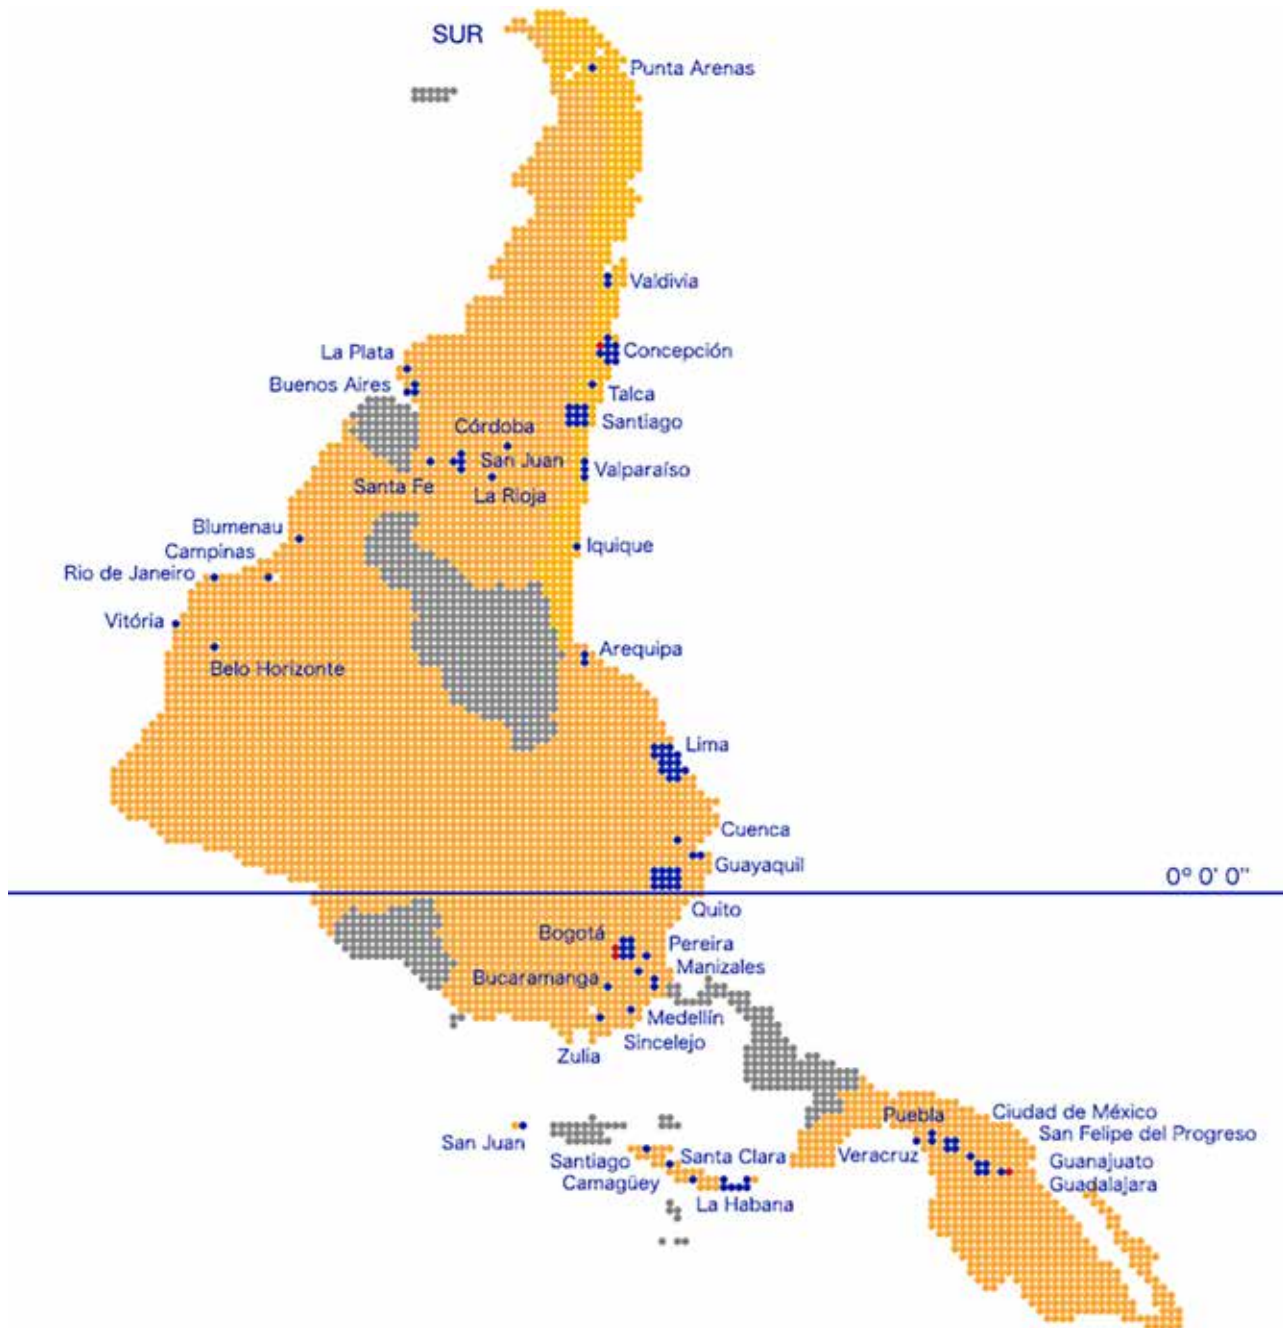 SUR
Punta Arenas
Valdivia
La Plata
Concepción
Buenos Aires
Talca
Córdoba
Santiago
San Juan
Valparaíso
Santa Fe
La Rioja
Blumenau
Iquique
Campinas
Rio de Janeiro
Vitória
Arequipa
Belo Horizonte
Lima
Cuenca
Guayaquil
0º 0' 0"
Quito
Bogotá
Pereira
Manizales
Bucaramanga
Medellín
Sincelejo
Zulia
Puebla
Ciudad de México
San Felipe del Progreso
San Juan
Veracruz
Santa Clara
Santiago
Guanajuato
Camagüey
Guadalajara
La Habana